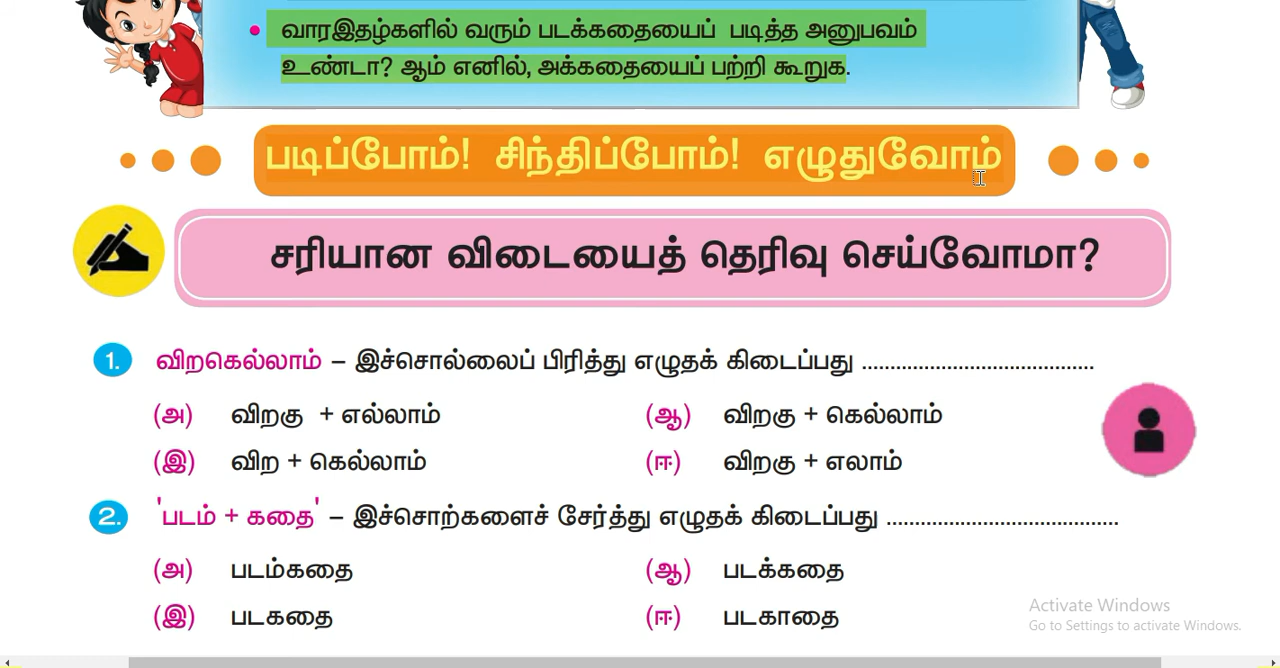 • வாரஇதழ்களில் வரும் படக்கதையைப் படித்த அனுபவம்
உண்டா? ஆம் எனில், அக்கதையைப் பற்றி கூறுக.
படிப்போம்! சிந்திப்போம்! எழுதுவோம்
சரியான விடையைத் தெரிவு செய்வோமா?
1. விறகெல்லாம் – இச்சொல்லைப் பிரித்து எழுதக் கிடைப்பது .........................................
(அ) விறகு + எல்லாம் (ஆ) விறகு + கெல்லாம்
(இ) விற + கெல்லாம் (ஈ) விறகு + எலாம்
2. 'படம் + கதை' – இச்சொற்களைச் சேர்த்து எழுதக் கிடைப்பது .........................................
(அ) படம்கதை (ஆ) படக்கதை
(இ) படகதை (ஈ) படகாதை
Activate Windows
Go to Settings to activate Windows.